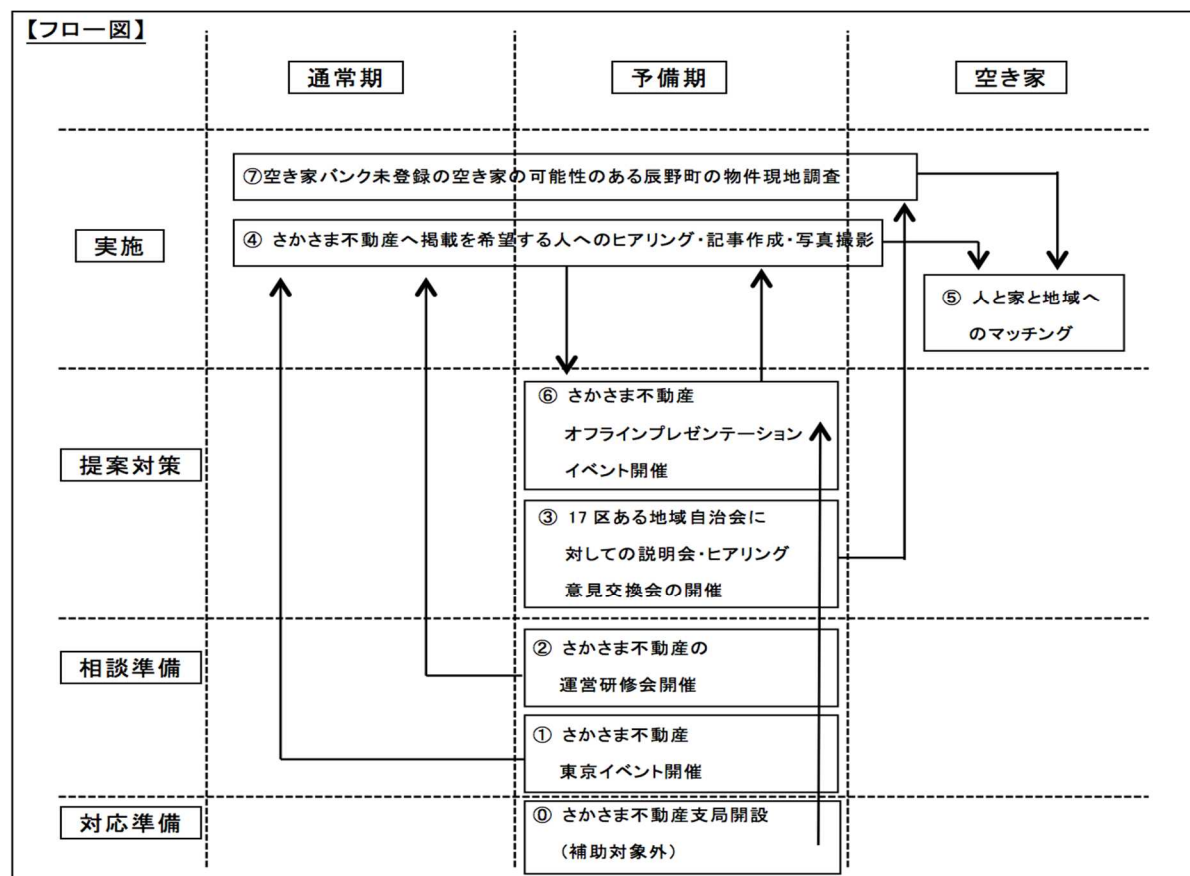 【フロー図】
通常期
予備期
空き家
実施
⑦空き家バンク未登録の空き家の可能性のある辰野町の物件現地調査
④ さかさま不動産へ掲載を希望する人へのヒアリング・記事作成・写真撮影
⑤ 人と家と地域へ
のマッチング
提案対策
⑥ さかさま不動産
オフラインプレゼンテーション
イベント開催
③ 17区ある地域自治会に
対しての説明会・ヒアリング
意見交換会の開催
相談準備
② さかさま不動産の
運営研修会開催
① さかさま不動産
東京イベント開催
対応準備
⓪ さかさま不動産支局開設
(補助対象外)